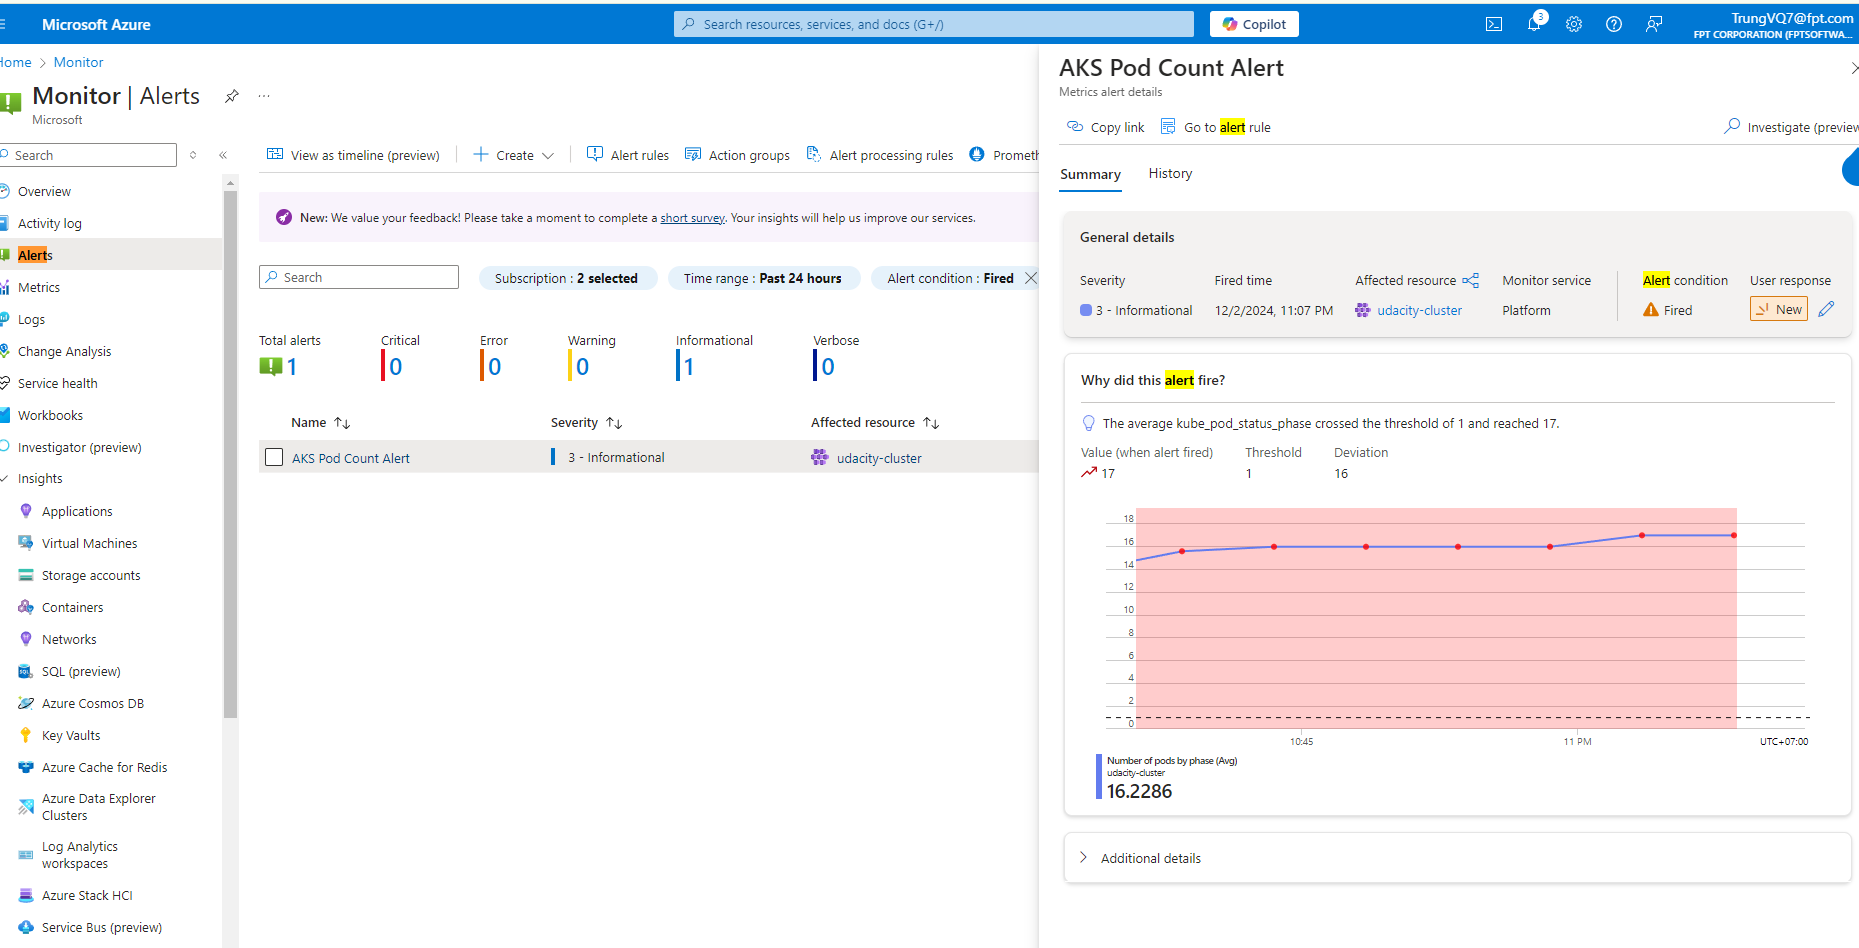 Microsoft Azure
Search resources, services, and docs (G+/)
Copilot
3
TrungVQ7@fpt.com
FPT CORPORATION (FPTSOFTWA...
Home > Monitor
Monitor | Alerts
...
Microsoft
Search
Overview
Activity log
Alerts
Metrics
Logs
Change Analysis
Service health
Workbooks
Investigator (preview)
Insights
Applications
Virtual Machines
Storage accounts
Containers
Networks
SQL (preview)
Azure Cosmos DB
Key Vaults
Azure Cache for Redis
Azure Data Explorer
Clusters
Log Analytics
workspaces
Azure Stack HCI
Service Bus (preview)
View as timeline (preview)
Create
Alert rules
Action groups
Alert processing rules
Prometh
New: We value your feedback! Please take a moment to complete a short survey. Your insights will help us improve our services.
Search
Subscription : 2 selected
Time range : Past 24 hours
Alert condition : Fired
Total alerts
1
Critical
0
Error
0
Warning
0
Informational
1
Verbose
0
Name ↑↓
Severity ↑↓
Affected resource ↑↓
AKS Pod Count Alert
3 - Informational
udacity-cluster
AKS Pod Count Alert
Metrics alert details
Copy link
Go to alert rule
Investigate (preview
Summary
History
General details
Severity
3 - Informational
Fired time
12/2/2024, 11:07 PM
Affected resource
udacity-cluster
Monitor service
Platform
Alert condition
Fired
User response
New
Why did this alert fire?
The average kube_pod_status_phase crossed the threshold of 1 and reached 17.
Value (when alert fired)
17
Threshold
1
Deviation
16
18
16
14
12
10
8
6
4
2
0
10:45
11 PM
UTC+07:00
Number of pods by phase (Avg)
udacity-cluster
16.2286
Additional details